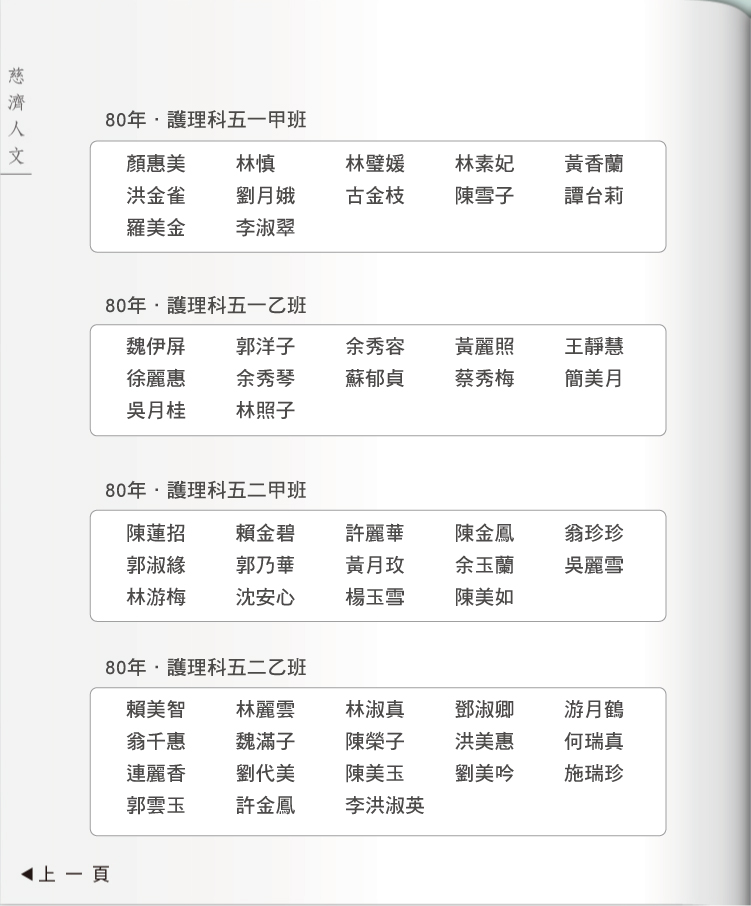 慈濟人文
80年·護理科五一甲班
顏惠美 林慎 林璧媛 林素妃 黃香蘭
洪金雀 劉月娥 古金枝 陳雪子 譚台莉
羅美金 李淑翠
80年·護理科五一乙班
魏伊屏 郭洋子 余秀容 黃麗照 王靜慧
徐麗惠 余秀琴 蘇郁貞 蔡秀梅 簡美月
吳月桂 林照子
80年·護理科五二甲班
陳蓮招 賴金碧 許麗華 陳金鳳 翁珍珍
郭淑緣 郭乃華 黃月玫 余玉蘭 吳麗雪
林游梅 沈安心 楊玉雪 陳美如
80年·護理科五二乙班
賴美智 林麗雲 林淑真 鄧淑卿 游月鶴
翁千惠 魏滿子 陳榮子 洪美惠 何瑞真
連麗香 劉代美 陳美玉 劉美吟 施瑞珍
郭雲玉 許金鳳 李洪淑英
◀上一頁